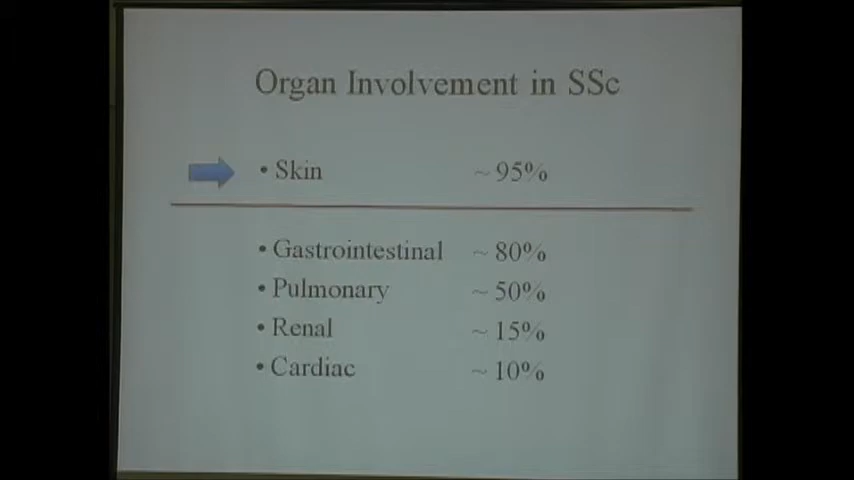 Organ Involvement in SSc
• Skin ~ 95%
• Gastrointestinal ~ 80%
• Pulmonary ~ 50%
• Renal ~ 15%
• Cardiac ~ 10%